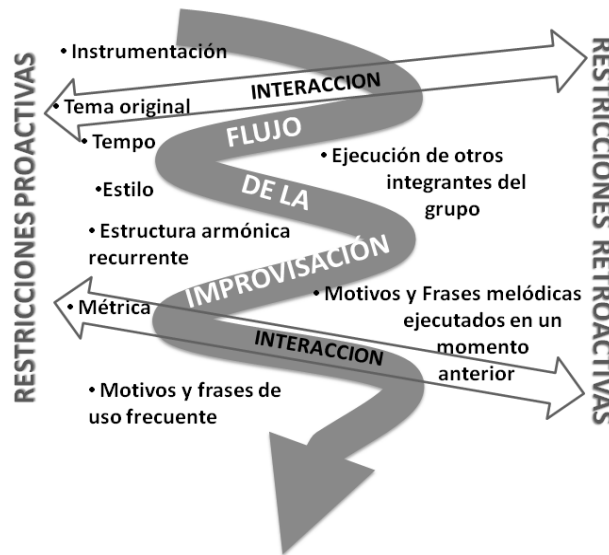 RESTRICCIONES PROACTIVAS
• Instrumentación
• Tema original
• Tempo
• Estilo
• Estructura armónica
recurrente
• Métrica
• Motivos y frases de
uso frecuente
INTERACCION
FLUJO
DE LA
IMPROVISACIÓN
INTERACCION
• Ejecución de otros
integrantes del
grupo
• Motivos y Frases melódicas
ejecutados en un
momento
anterior
RESTRICCIONES RETROACTIVAS